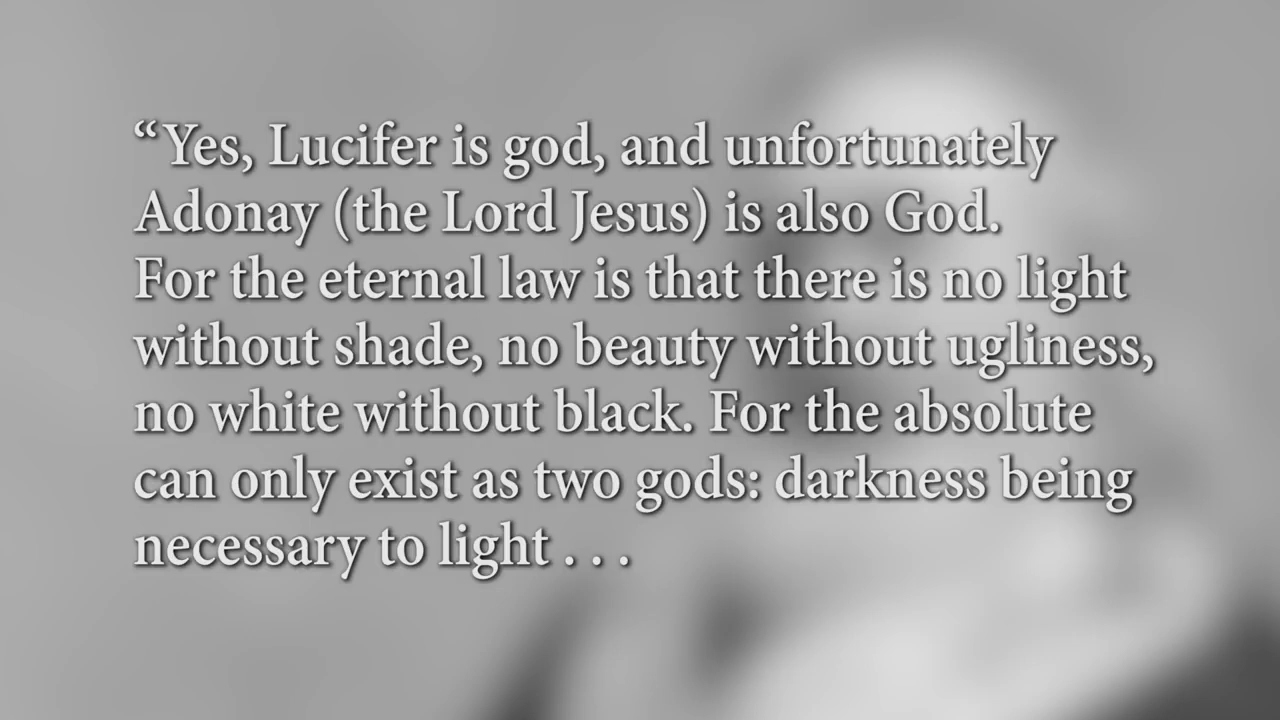 “Yes, Lucifer is god, and unfortunately
Adonay (the Lord Jesus) is also God.
For the eternal law is that there is no light
without shade, no beauty without ugliness,
no white without black. For the absolute
can only exist as two gods: darkness being
necessary to light . . .